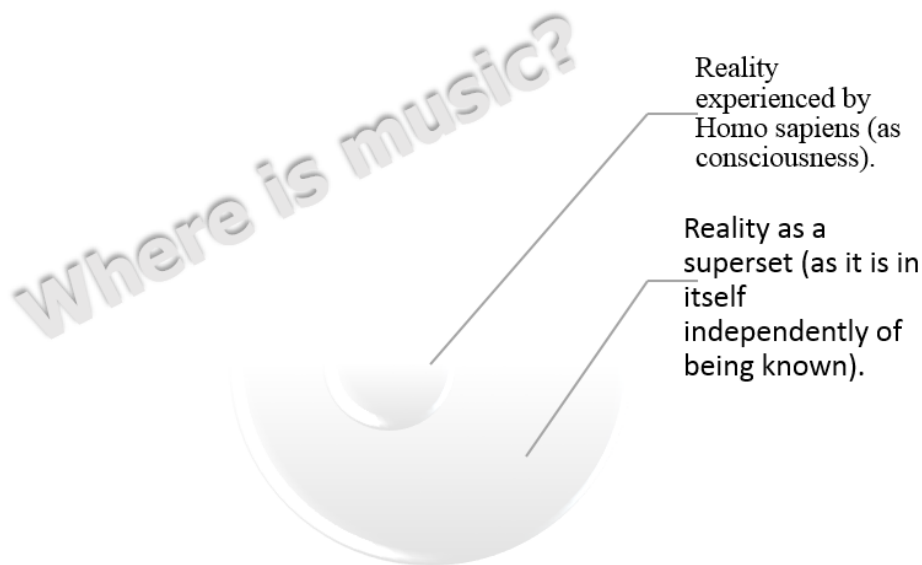 Where is music?
Reality
experienced by
Homo sapiens (as
consciousness).
Reality as a
superset (as it is in
itself
independently of
being known).